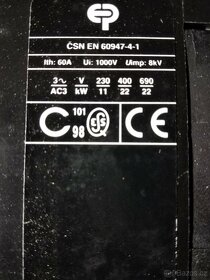 EP
ČSN EN 60947-4-1
Ith: 60A Ui: 1000V Uimp: 8kV
3~ V 230 400 690
AC3 kW 11 22 22
C 101 98 CE